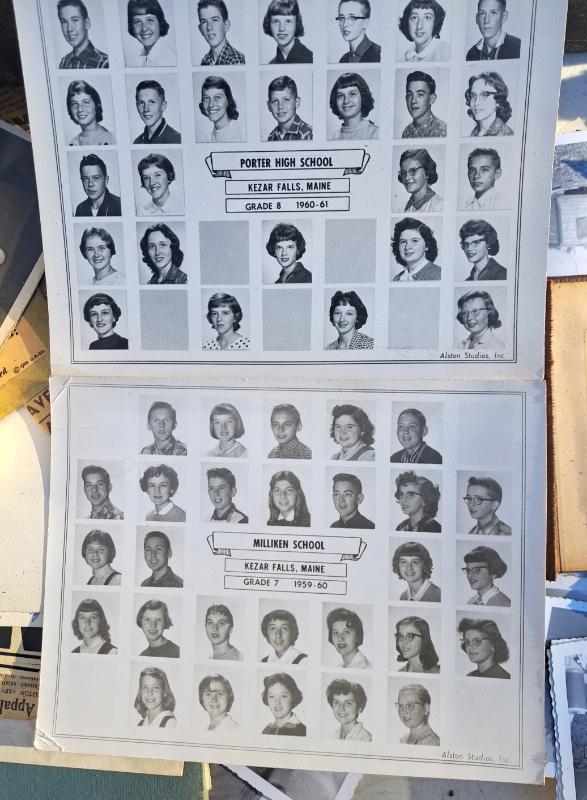 PORTER HIGH SCHOOL
KEZAR FALLS, MAINE
GRADE 8 1960-61
Alston Studios, Inc.
MILLIKEN SCHOOL
KEZAR FALLS, MAINE
GRADE 7 1959-60
Alston Studios, Inc.
Appal